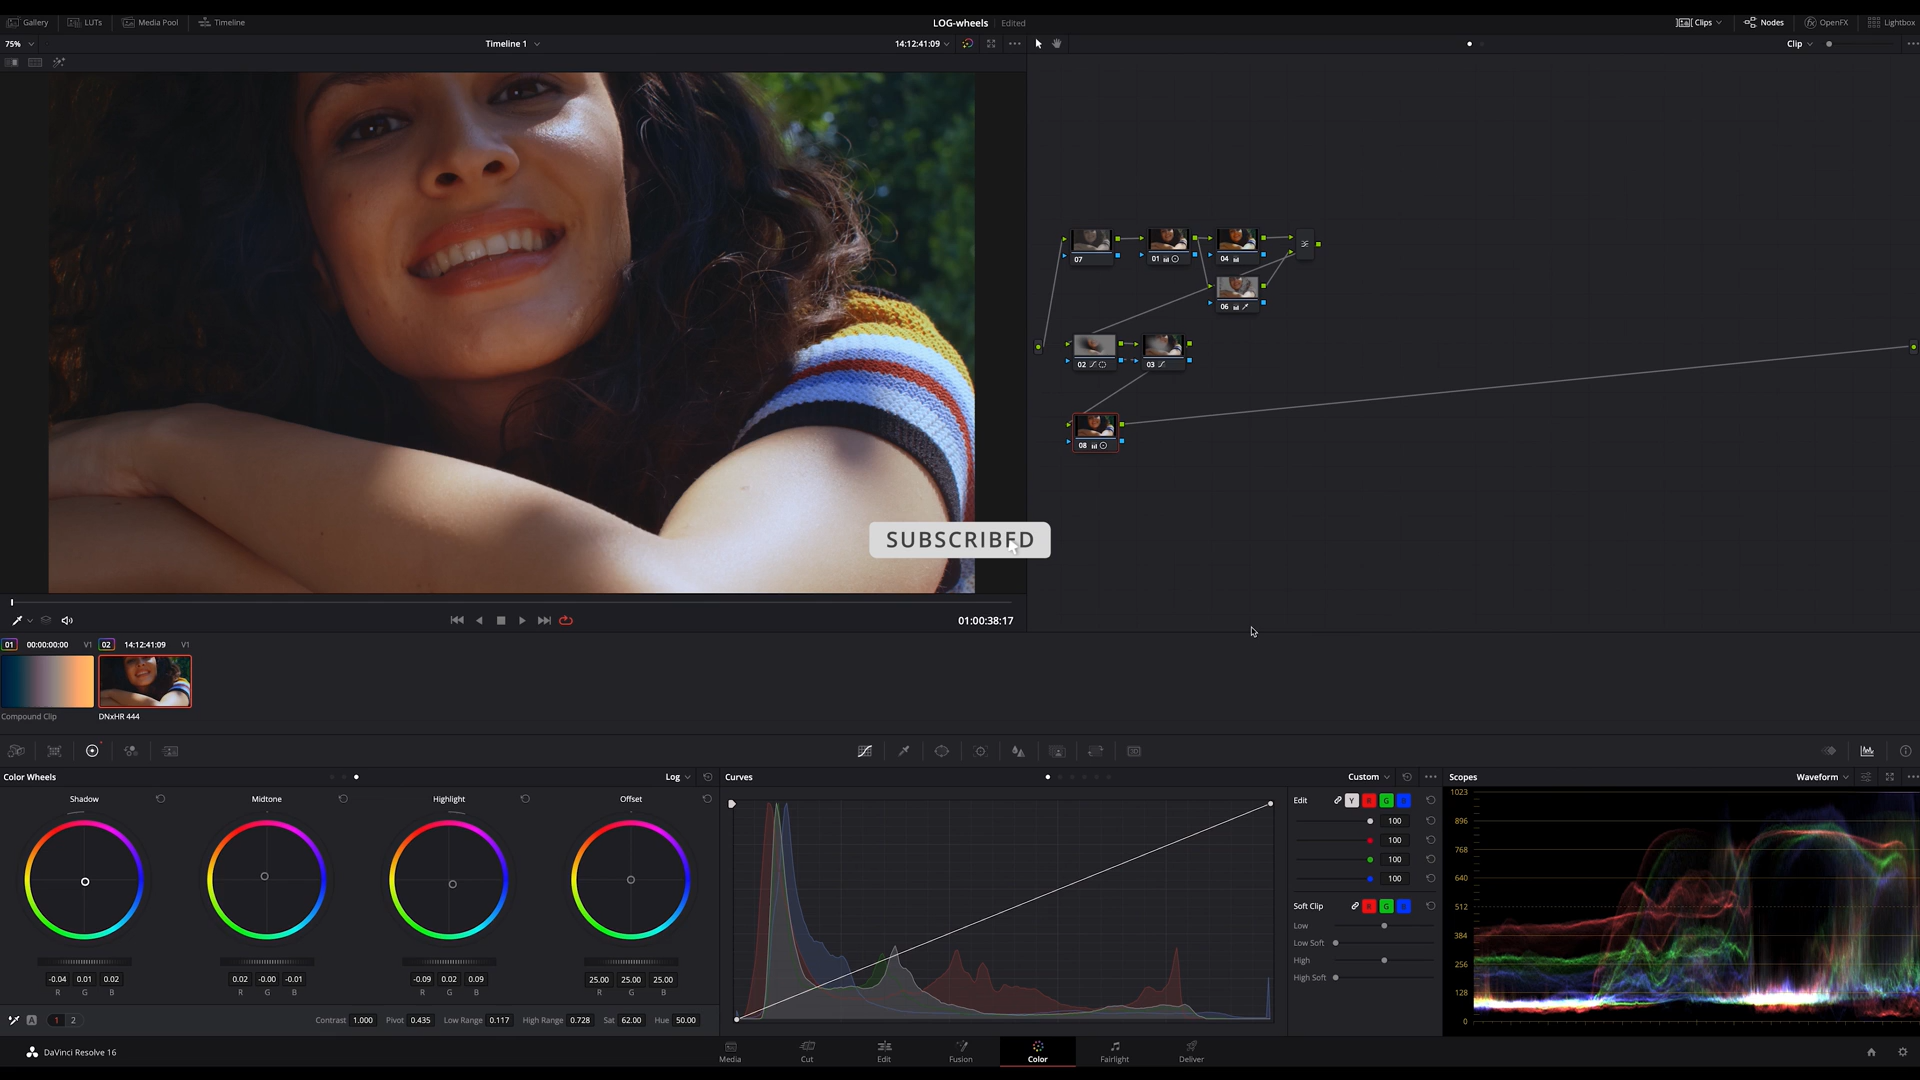 Gallery LUTs Media Pool Timeline LOG-wheels Edited Clips Nodes OpenFX Lightbox
75% Timeline 1 14:12:41:09 Clip
07 01 04
06
02 03
08
SUBSCRIBED
01:00:38:17
01 00:00:00:00 V1 02 14:12:41:09 V1
Compound Clip DNxHR 444
Color Wheels Log Curves Custom Scopes Waveform
Shadow Midtone Highlight Offset
Edit Y R G B
100
100
100
100
Soft Clip R G B
Low
Low Soft
High
High Soft
1023
896
768
640
512
384
256
128
0
-0.04 0.01 0.02 0.02 -0.00 -0.01 -0.09 0.02 0.09 25.00 25.00 25.00
R G B R G B R G B R G B
A 1 2 Contrast 1.000 Pivot 0.435 Low Range 0.117 High Range 0.728 Sat 62.00 Hue 50.00
DaVinci Resolve 16 Media Cut Edit Fusion Color Fairlight Deliver